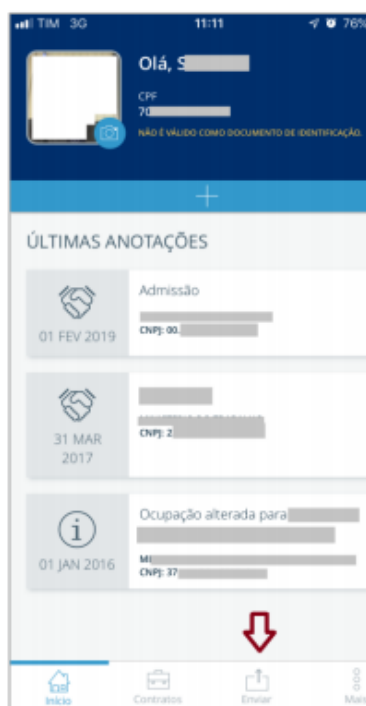 TIM 3G 11:11 76%
Olá, S
CPF
70
NÃO É VÁLIDO COMO DOCUMENTO DE IDENTIFICAÇÃO.
ÚLTIMAS ANOTAÇÕES
Admissão
CNPJ: 00.
01 FEV 2019
CNPJ: 2
31 MAR
2017
Ocupação alterada para
01 JAN 2016
MI
CNPJ: 37
Início Contratos Enviar Mais